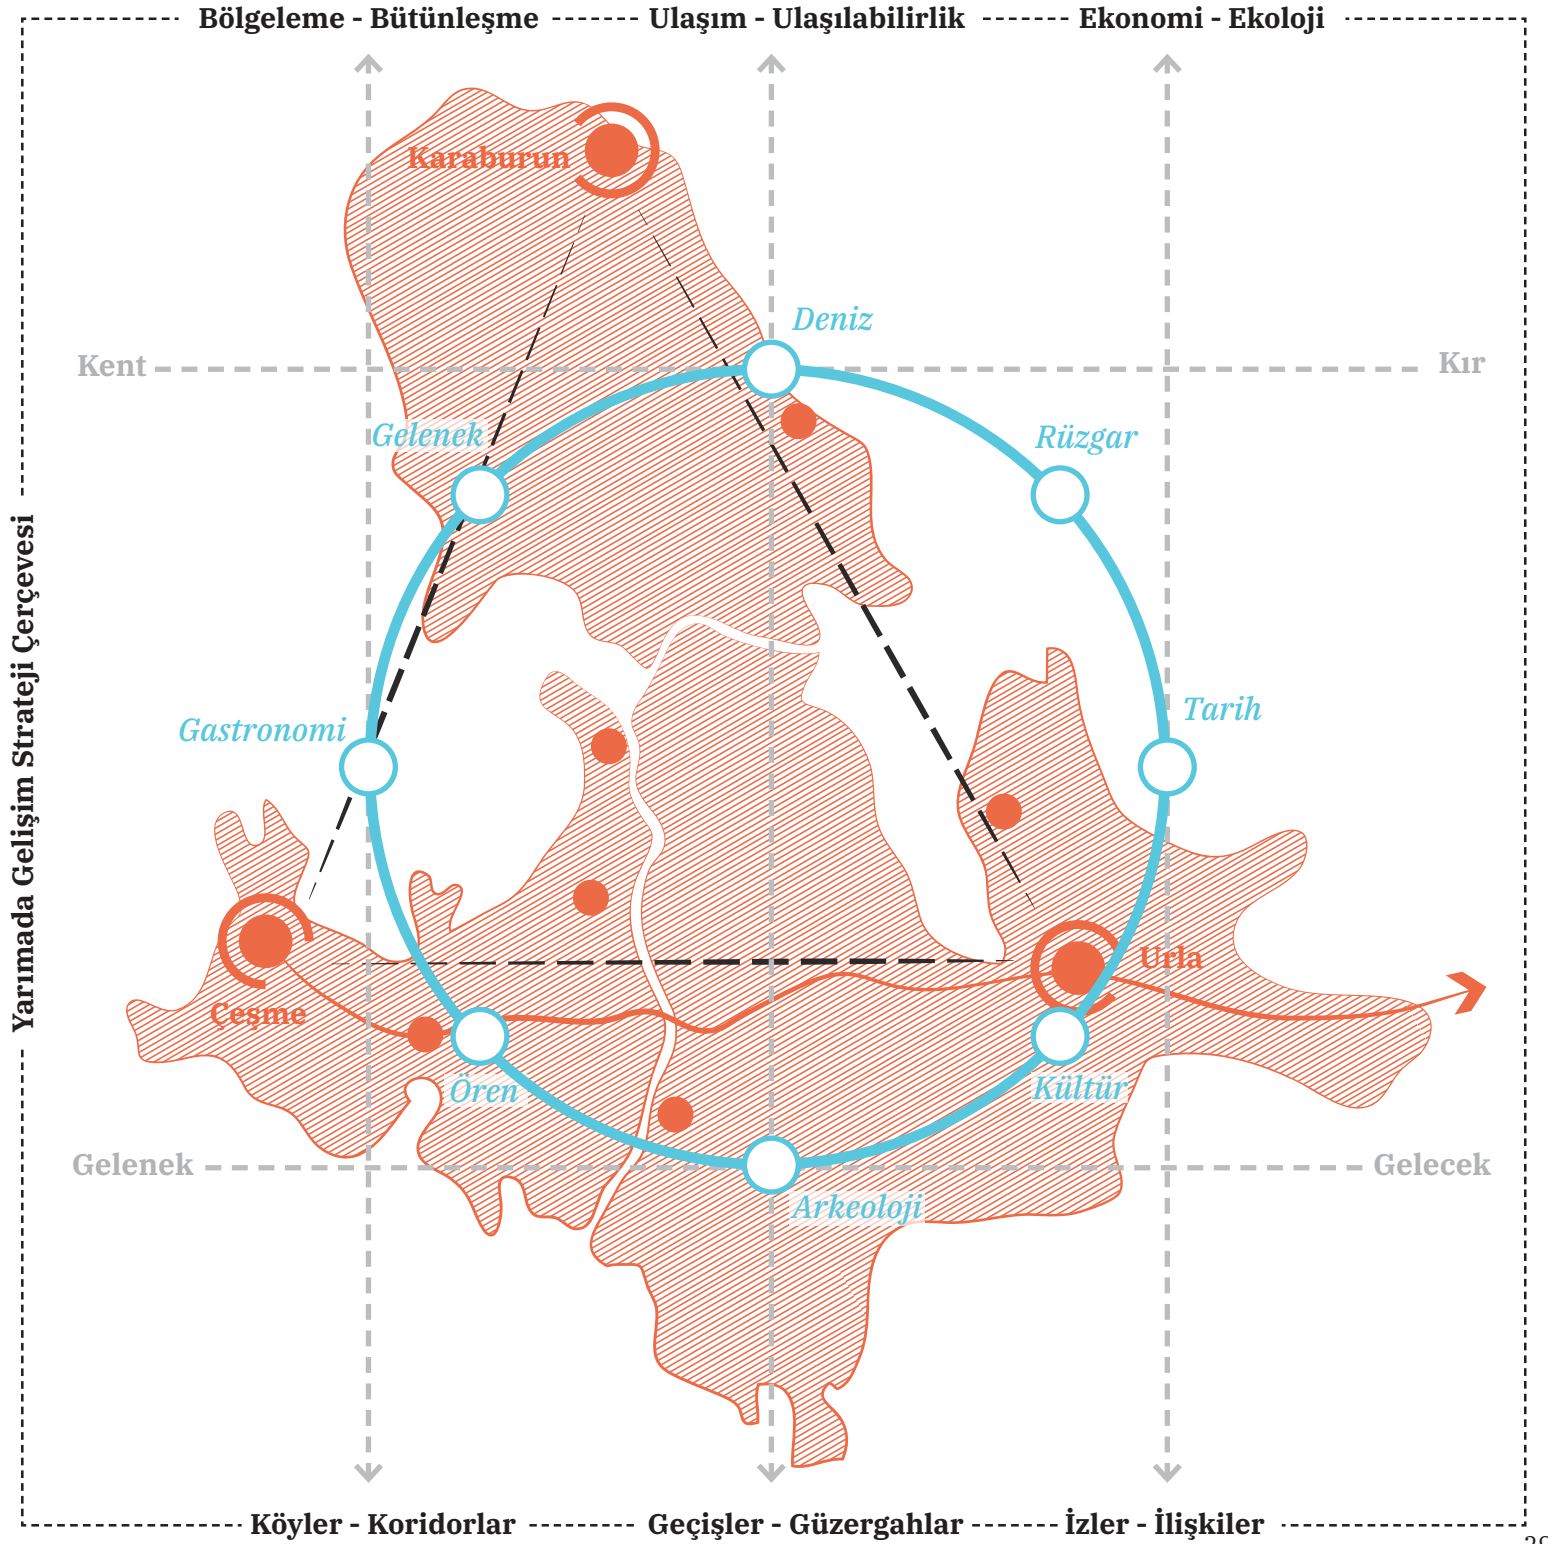 Bölgeleme - Bütünleşme
Ulaşım - Ulaşılabilirlik
Ekonomi - Ekoloji
Karaburun
Deniz
Kent
Kır
Gelenek
Rüzgar
Yarımada Gelişim Strateji Çerçevesi
Gastronomi
Tarih
Urla
Çeşme
Ören
Kültür
Gelenek
Gelecek
Arkeoloji
Köyler - Koridorlar
Geçişler - Güzergahlar
İzler - İlişkiler